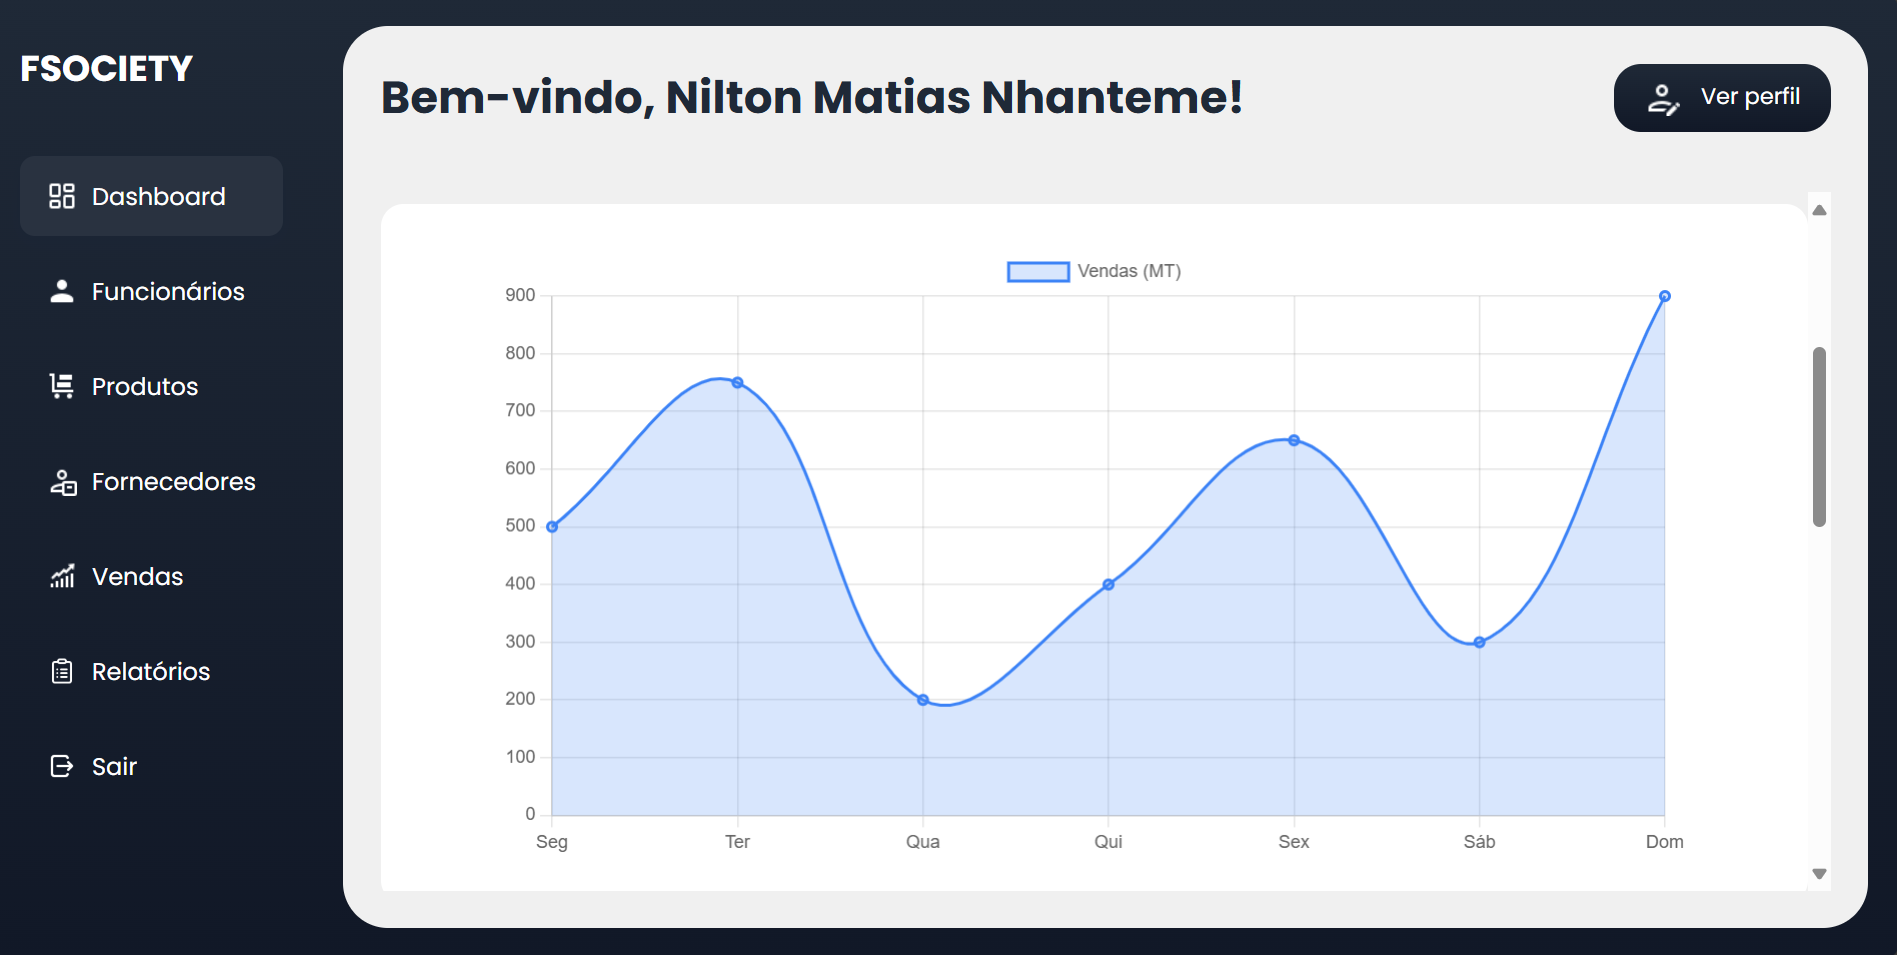 FSOCIETY
Dashboard
Funcionários
Produtos
Fornecedores
Vendas
Relatórios
Sair
Bem-vindo, Nilton Matias Nhanteme!
Ver perfil
Vendas (MT)
900
800
700
600
500
400
300
200
100
0
Seg Ter Qua Qui Sex Sáb Dom